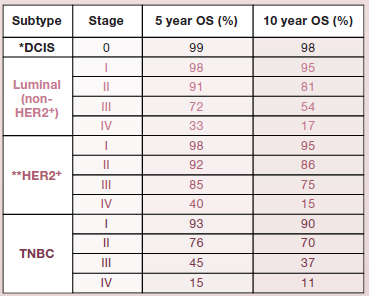 Subtype Stage 5 year OS (%) 10 year OS (%)
*DCIS 0 99 98
Luminal
(non-
HER2+)
I 98 95
II 91 81
III 72 54
IV 33 17
**HER2+
I 98 95
II 92 86
III 85 75
IV 40 15
TNBC
I 93 90
II 76 70
III 45 37
IV 15 11